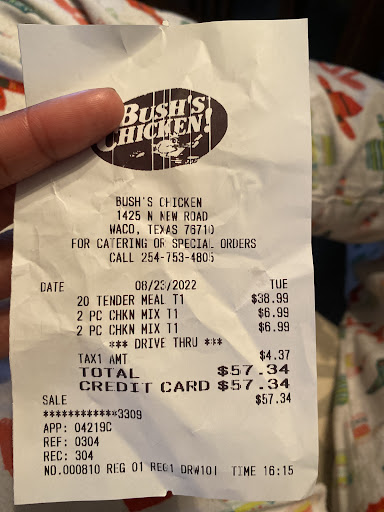 BUSH'S
CHICKEN!
BUSH'S CHICKEN
1425 N NEW ROAD
WACO, TEXAS 76710
FOR CATERING OR SPECIAL ORDERS
CALL 254-753-4805
DATE 08/23/2022 TUE
20 TENDER MEAL T1 $38.99
2 PC CHKN MIX T1 $6.99
2 PC CHKN MIX T1 $6.99
*** DRIVE THRU ***
TAX1 AMT $4.37
TOTAL $57.34
CREDIT CARD $57.34
SALE $57.34
************3309
APP: 04219C
REF: 0304
REC: 304
NO.000810 REG 01 REG1 DRW101 TIME 16:15